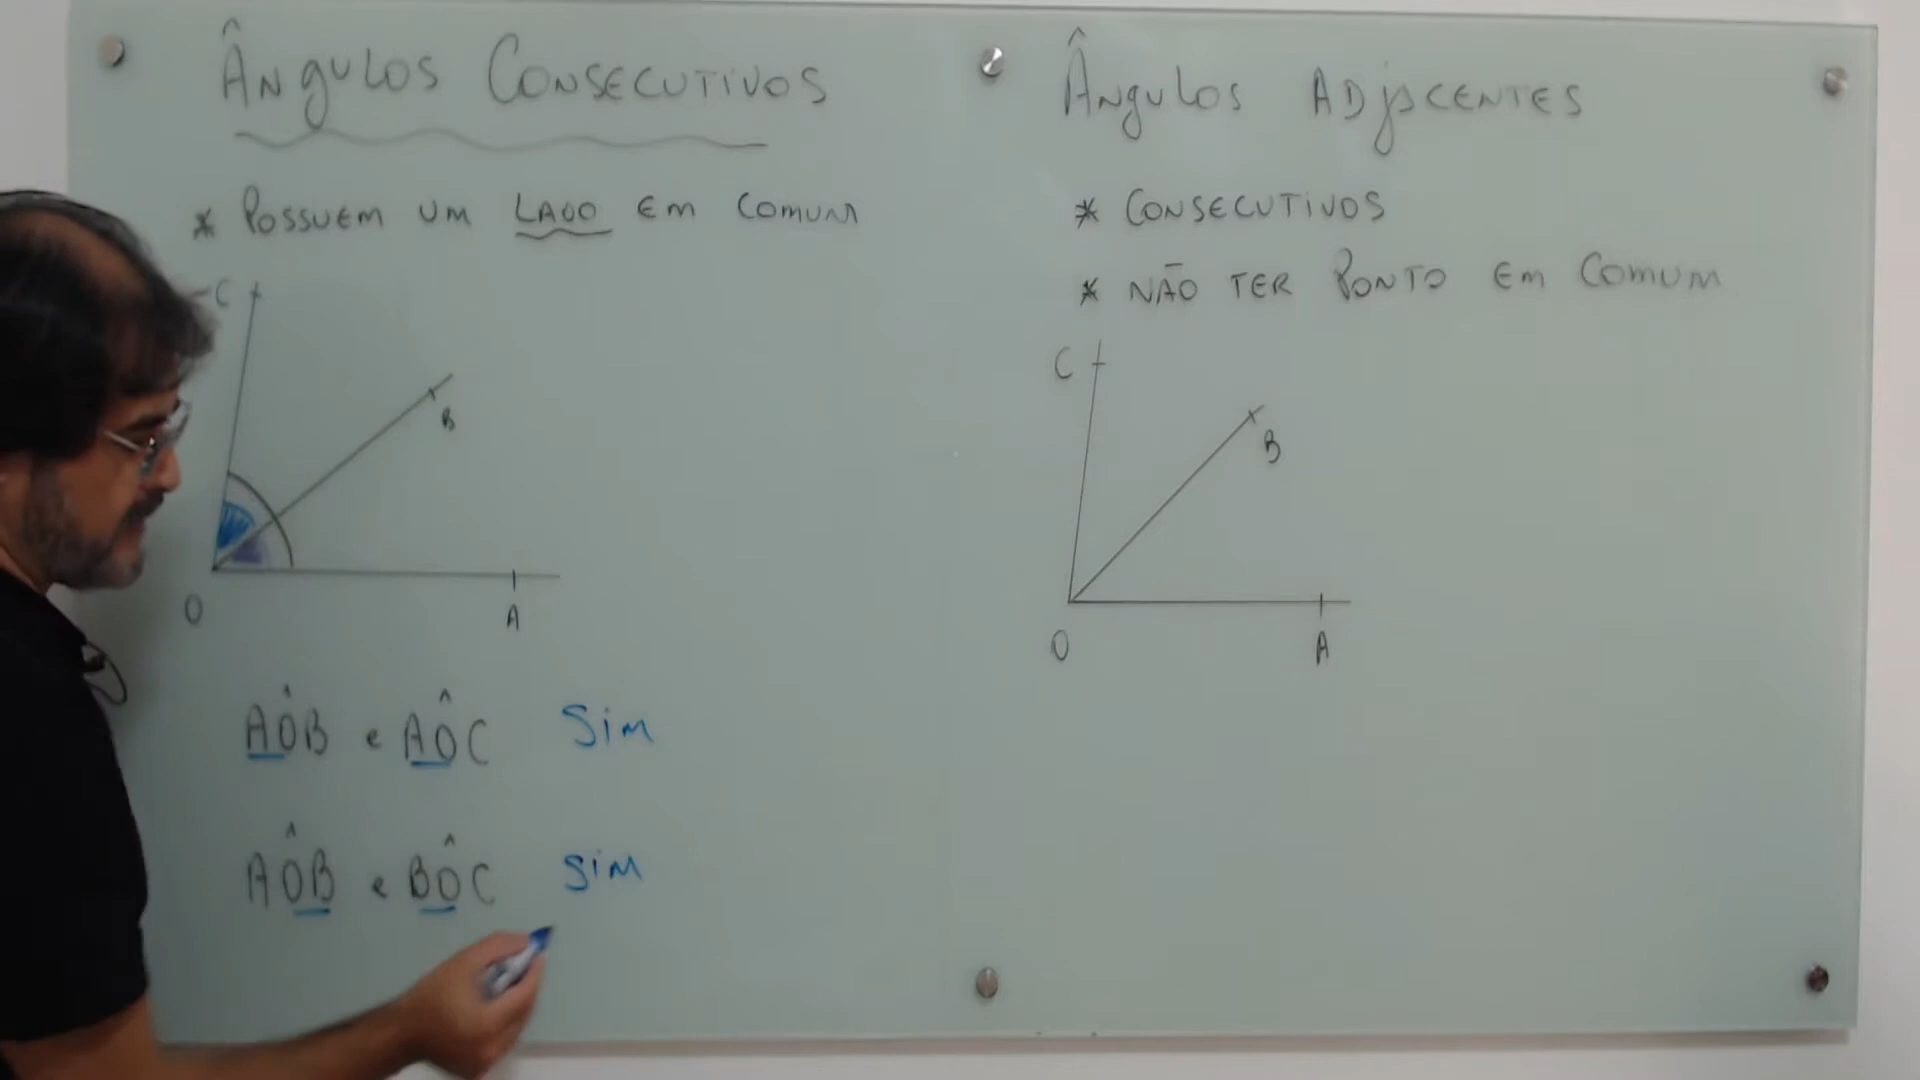 Ângulos Consecutivos
* Possuem um LADO em comum
C
B
O
A
AÔB e AÔC Sim
AÔB e BÔC Sim
Ângulos Adjacentes
* Consecutivos
* Não ter Ponto em Comum
C
B
O
A